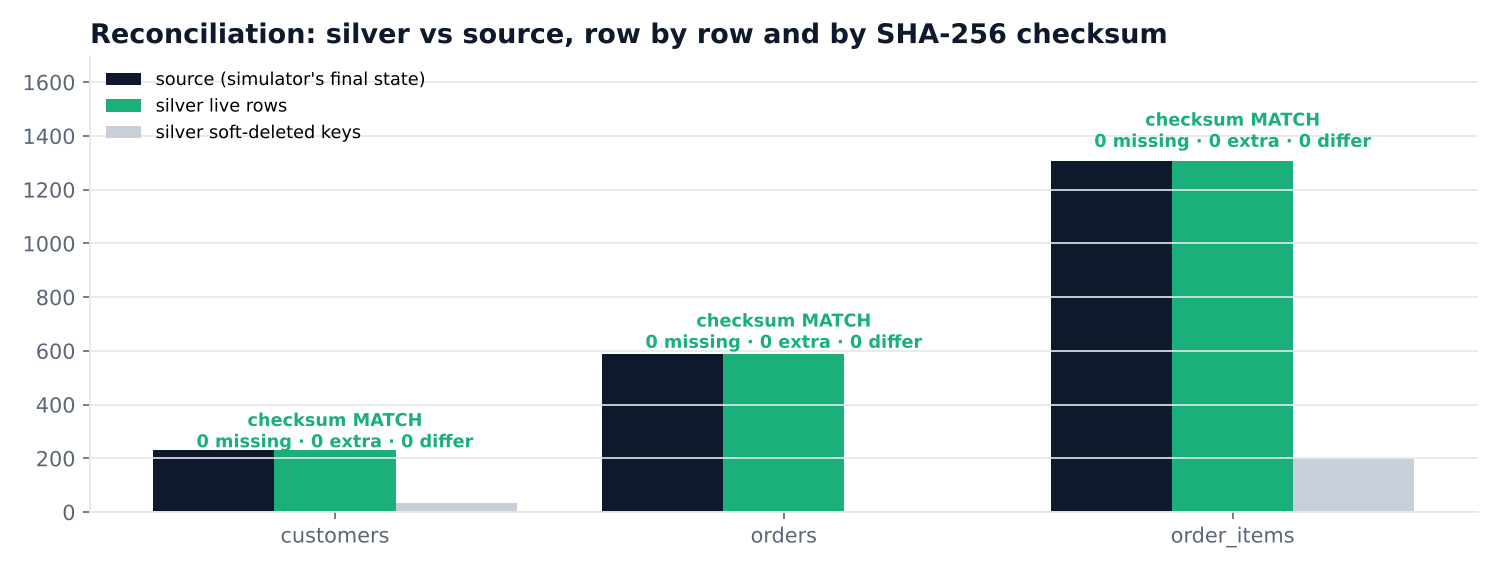 Reconciliation: silver vs source, row by row and by SHA-256 checksum
source (simulator's final state)
silver live rows
silver soft-deleted keys
1600
1400
1200
1000
800
600
400
200
0
checksum MATCH
0 missing · 0 extra · 0 differ
checksum MATCH
0 missing · 0 extra · 0 differ
checksum MATCH
0 missing · 0 extra · 0 differ
customers
orders
order_items